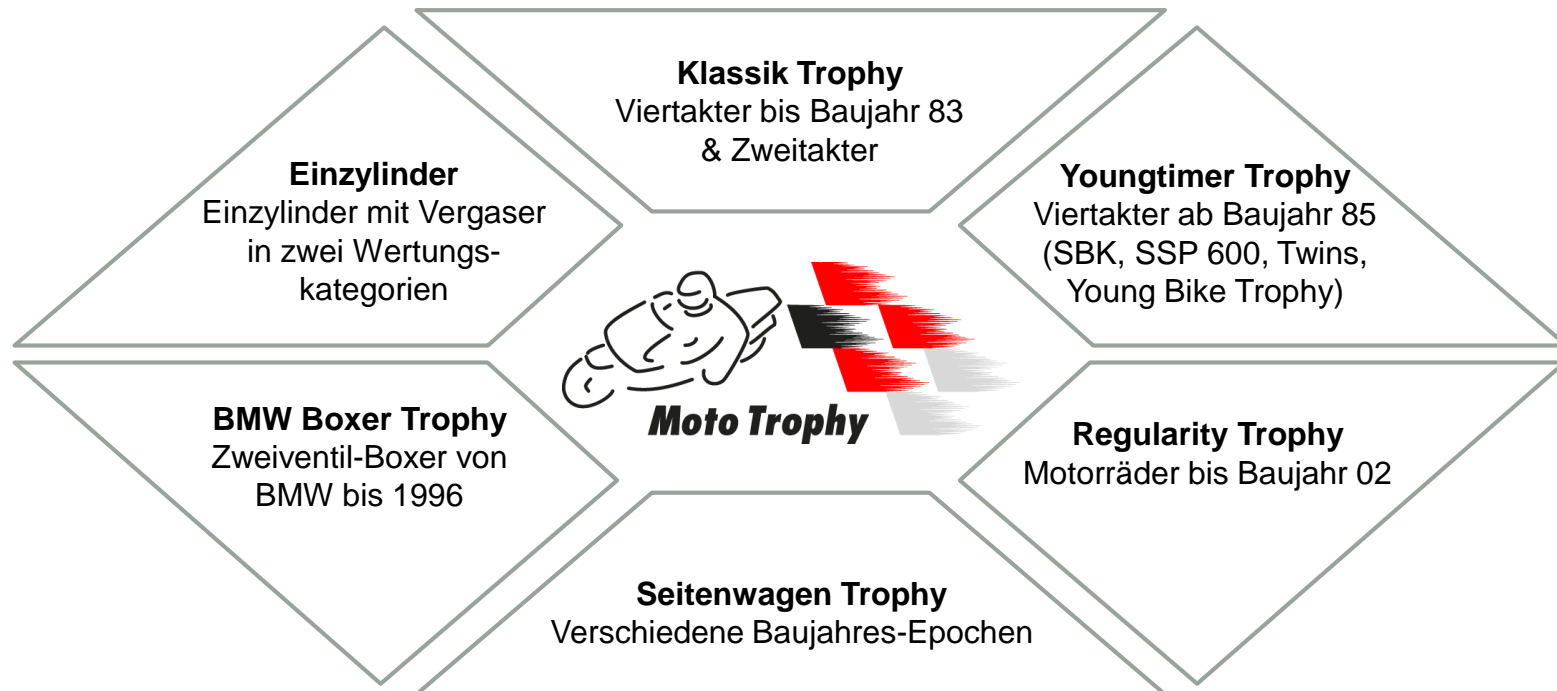 Klassik Trophy
Viertakter bis Baujahr 83
& Zweitakter
Einzylinder
Einzylinder mit Vergaser
in zwei Wertungs-
kategorien
Youngtimer Trophy
Viertakter ab Baujahr 85
(SBK, SSP 600, Twins,
Young Bike Trophy)
Moto Trophy
BMW Boxer Trophy
Zweiventil-Boxer von
BMW bis 1996
Regularity Trophy
Motorräder bis Baujahr 02
Seitenwagen Trophy
Verschiedene Baujahres-Epochen